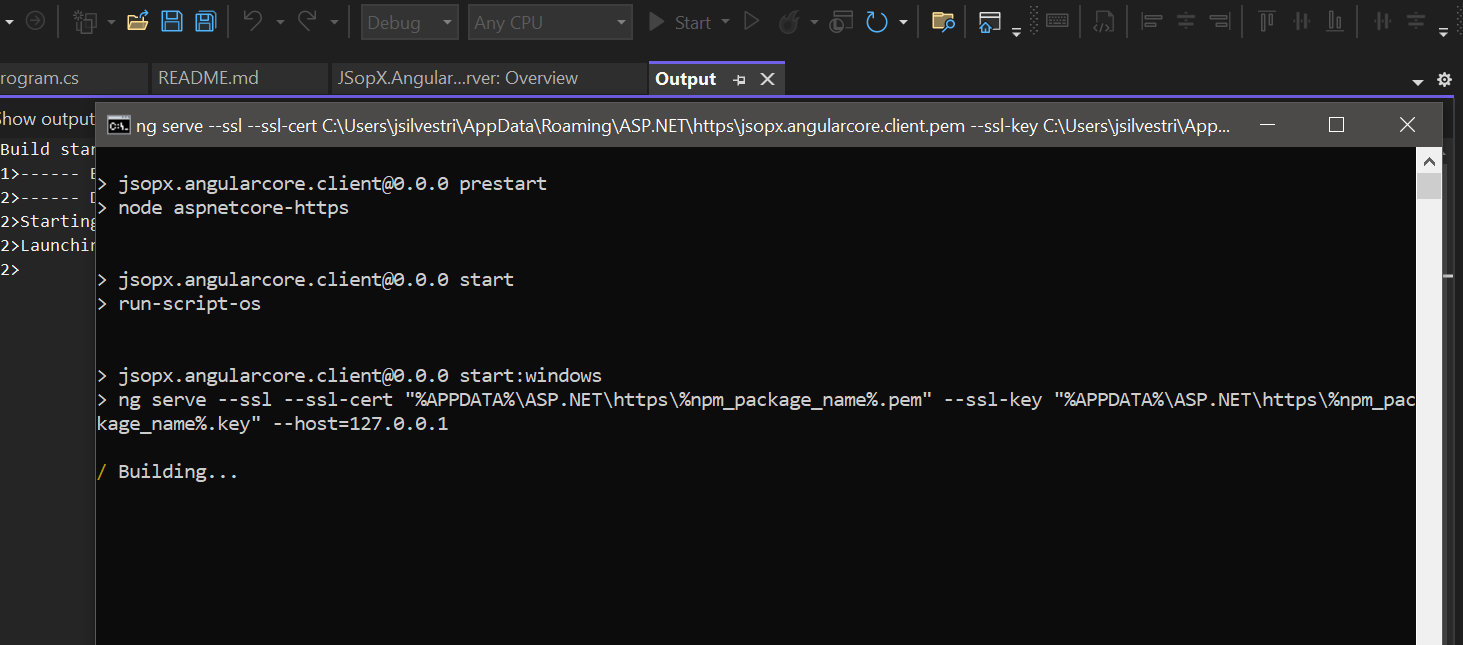 Debug Any CPU Start
rogram.cs README.md JSopX.Angular...rver: Overview Output
Show output
ng serve --ssl --ssl-cert C:\Users\jsilvestri\AppData\Roaming\ASP.NET\https\jsopx.angularcore.client.pem --ssl-key C:\Users\jsilvestri\App...
Build star
1>------
2>------
2>Starting
2>Launchin
2>
> jsopx.angularcore.client@0.0.0 prestart
> node aspnetcore-https
> jsopx.angularcore.client@0.0.0 start
> run-script-os
> jsopx.angularcore.client@0.0.0 start:windows
> ng serve --ssl --ssl-cert "%APPDATA%\ASP.NET\https\%npm_package_name%.pem" --ssl-key "%APPDATA%\ASP.NET\https\%npm_pac
kage_name%.key" --host=127.0.0.1
/ Building...